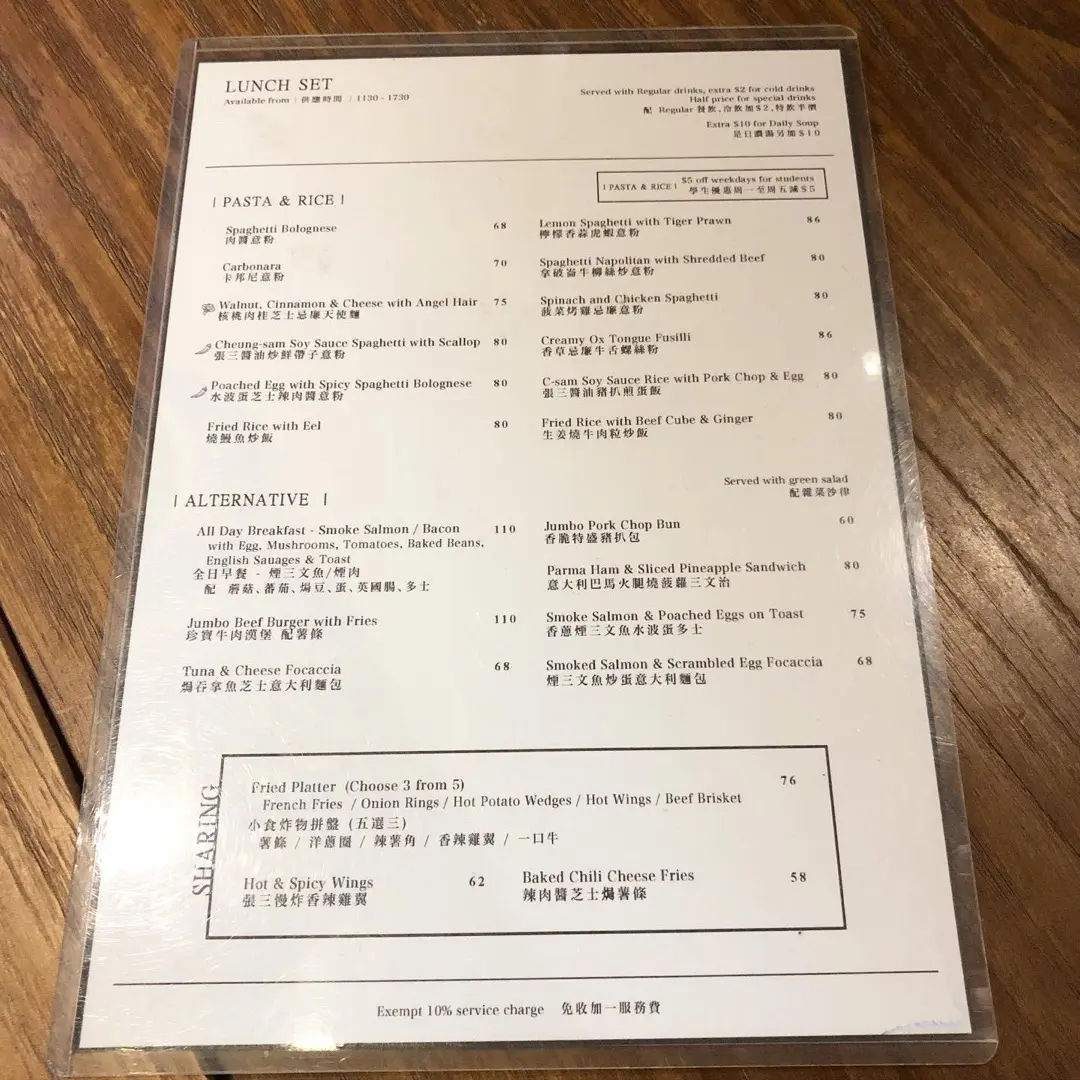 LUNCH SET
Available from | 供應時間 | 1130 - 1730
Served with Regular drinks, extra $2 for cold drinks
Half price for special drinks
配 Regular 餐飲,冷飲加$2,特飲半價
Extra $10 for Daily Soup
是日濃湯另加$10
| PASTA & RICE |
| PASTA & RICE | $5 off weekdays for students
學生優惠周一至周五減$5
Spaghetti Bolognese 68
肉醬意粉
Carbonara 70
卡邦尼意粉
Walnut, Cinnamon & Cheese with Angel Hair 75
核桃肉桂芝士忌廉天使麵
Cheung-sam Soy Sauce Spaghetti with Scallop 80
張三醬油炒鮮帶子意粉
Poached Egg with Spicy Spaghetti Bolognese 80
水波蛋芝士辣肉醬意粉
Fried Rice with Eel 80
燒鰻魚炒飯
Lemon Spaghetti with Tiger Prawn 86
檸檬香蒜虎蝦意粉
Spaghetti Napolitan with Shredded Beef 80
拿破崙牛柳絲炒意粉
Spinach and Chicken Spaghetti 80
菠菜烤雞忌廉意粉
Creamy Ox Tongue Fusilli 86
香草忌廉牛舌螺絲粉
C-sam Soy Sauce Rice with Pork Chop & Egg 80
張三醬油豬扒煎蛋飯
Fried Rice with Beef Cube & Ginger 80
生姜燒牛肉粒炒飯
| ALTERNATIVE |
Served with green salad
配雜菜沙律
All Day Breakfast - Smoke Salmon / Bacon 110
with Egg, Mushrooms, Tomatoes, Baked Beans,
English Sauages & Toast
全日早餐 - 煙三文魚/煙肉
配 蘑菇、蕃茄、焗豆、蛋、英國腸、多士
Jumbo Beef Burger with Fries 110
珍寶牛肉漢堡 配薯條
Tuna & Cheese Focaccia 68
焗吞拿魚芝士意大利麵包
Jumbo Pork Chop Bun 60
香脆特盛豬扒包
Parma Ham & Sliced Pineapple Sandwich 80
意大利巴馬火腿燒菠蘿三文治
Smoke Salmon & Poached Eggs on Toast 75
香蔥煙三文魚水波蛋多士
Smoked Salmon & Scrambled Egg Focaccia 68
煙三文魚炒蛋意大利麵包
SHARING
Fried Platter (Choose 3 from 5) 76
French Fries / Onion Rings / Hot Potato Wedges / Hot Wings / Beef Brisket
小食炸物拼盤 (五選三)
薯條 / 洋蔥圈 / 辣薯角 / 香辣雞翼 / 一口牛
Hot & Spicy Wings 62
張三慢炸香辣雞翼
Baked Chili Cheese Fries 58
辣肉醬芝士焗薯條
Exempt 10% service charge 免收加一服務費